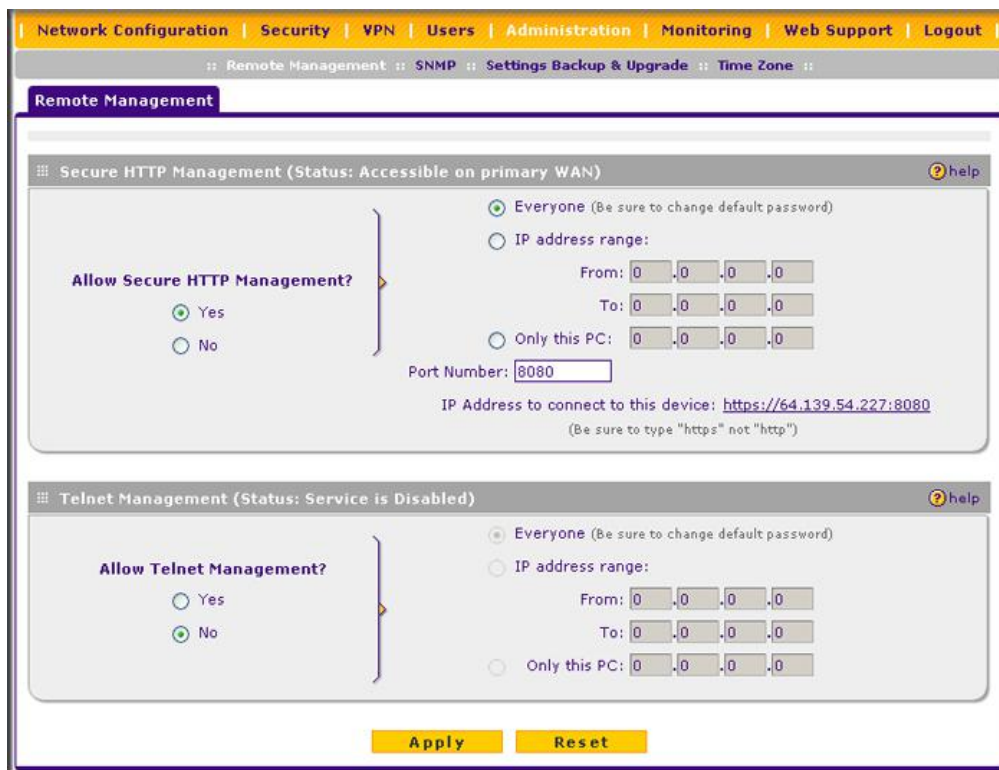 | Network Configuration | Security | VPN | Users | Administration | Monitoring | Web Support | Logout |
:: Remote Management :: SNMP :: Settings Backup & Upgrade :: Time Zone ::
Remote Management
Secure HTTP Management (Status: Accessible on primary WAN)
?help
Everyone (Be sure to change default password)
IP address range:
From: 0 .0 .0 .0
Allow Secure HTTP Management?
To: 0 .0 .0 .0
Yes
Only this PC: 0 .0 .0 .0
No
Port Number: 8080
IP Address to connect to this device: https://64.139.54.227:8080
(Be sure to type "https" not "http")
Telnet Management (Status: Service is Disabled)
?help
Everyone (Be sure to change default password)
Allow Telnet Management?
IP address range:
Yes
From: 0 .0 .0 .0
No
To: 0 .0 .0 .0
Only this PC: 0 .0 .0 .0
Apply
Reset